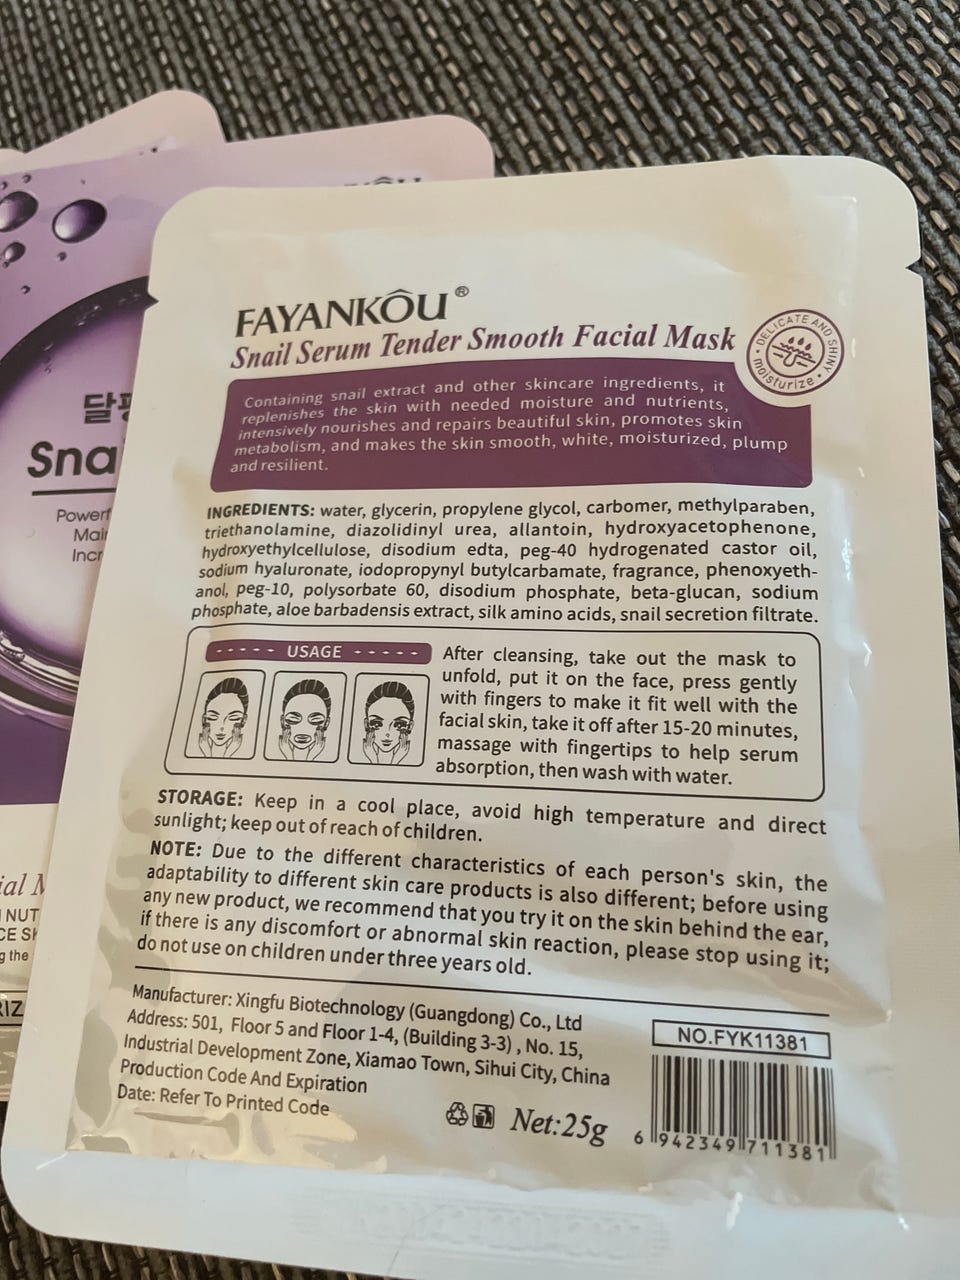 FAYANKÔU®
Snail Serum Tender Smooth Facial Mask
DELICATE AND SHINY
moisturize
Containing snail extract and other skincare ingredients, it
replenishes the skin with needed moisture and nutrients,
intensively nourishes and repairs beautiful skin, promotes skin
metabolism, and makes the skin smooth, white, moisturized, plump
and resilient.
INGREDIENTS: water, glycerin, propylene glycol, carbomer, methylparaben,
triethanolamine, diazolidinyl urea, allantoin, hydroxyacetophenone,
hydroxyethylcellulose, disodium edta, peg-40 hydrogenated castor oil,
sodium hyaluronate, iodopropynyl butylcarbamate, fragrance, phenoxyeth-
anol, peg-10, polysorbate 60, disodium phosphate, beta-glucan, sodium
phosphate, aloe barbadensis extract, silk amino acids, snail secretion filtrate.
USAGE
After cleansing, take out the mask to
unfold, put it on the face, press gently
with fingers to make it fit well with the
facial skin, take it off after 15-20 minutes,
massage with fingertips to help serum
absorption, then wash with water.
STORAGE: Keep in a cool place, avoid high temperature and direct
sunlight; keep out of reach of children.
NOTE: Due to the different characteristics of each person's skin, the
adaptability to different skin care products is also different; before using
any new product, we recommend that you try it on the skin behind the ear,
if there is any discomfort or abnormal skin reaction, please stop using it;
do not use on children under three years old.
Manufacturer: Xingfu Biotechnology (Guangdong) Co., Ltd
Address: 501, Floor 5 and Floor 1-4, (Building 3-3) , No. 15,
Industrial Development Zone, Xiamao Town, Sihui City, China
Production Code And Expiration
Date: Refer To Printed Code
Net:25g
NO.FYK11381
6 942349 711381
달
Sna
Powerf
Mai
Incr
ial M
NUT
CE SK
g the
RIZ